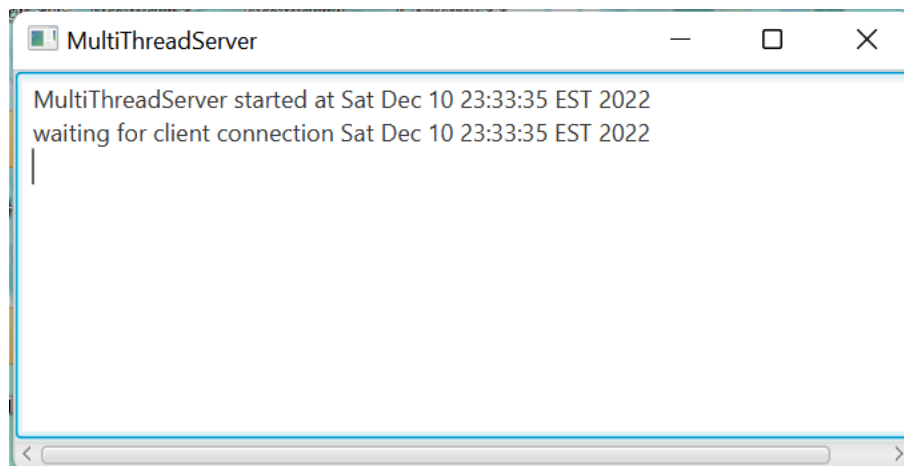 MultiThreadServer
MultiThreadServer started at Sat Dec 10 23:33:35 EST 2022
waiting for client connection Sat Dec 10 23:33:35 EST 2022